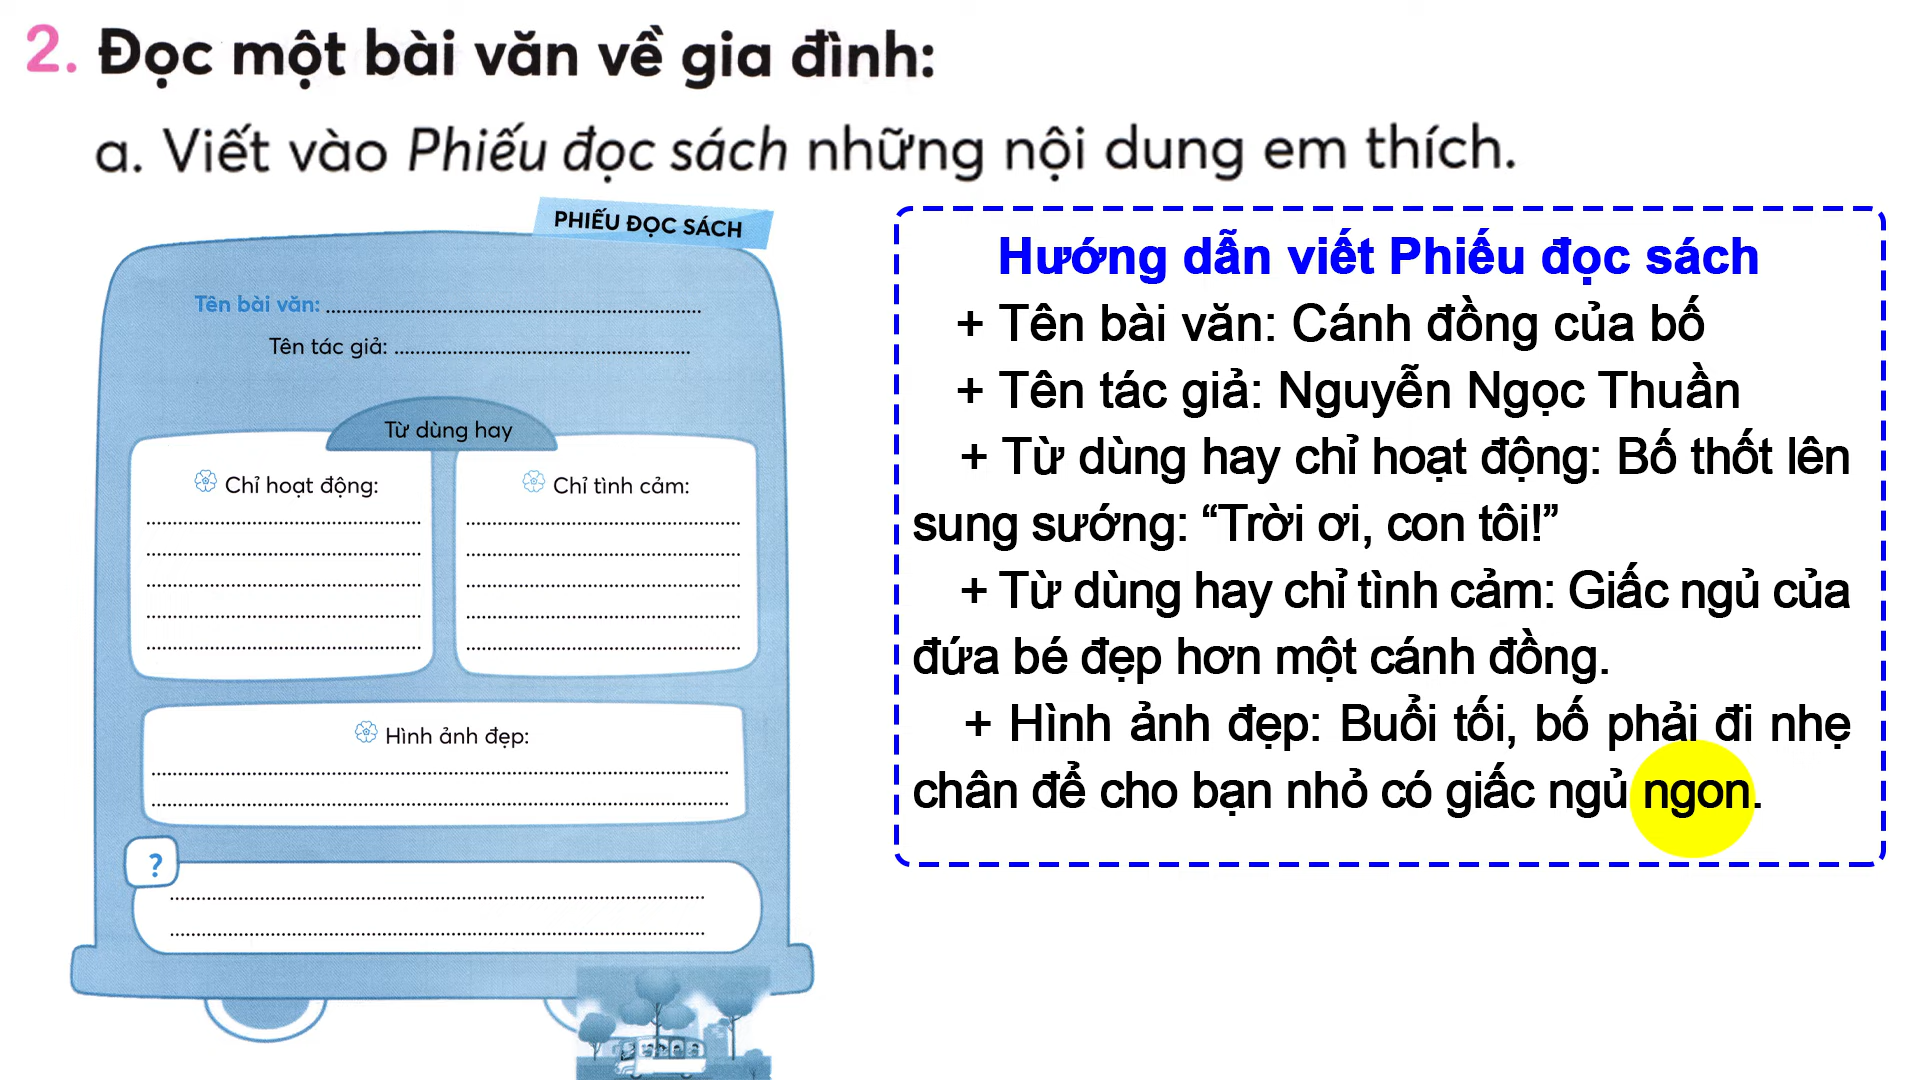 2. Đọc một bài văn về gia đình:
a. Viết vào Phiếu đọc sách những nội dung em thích.
PHIẾU ĐỌC SÁCH
Tên bài văn:
Tên tác giả:
Từ dùng hay
Chỉ hoạt động:
Chỉ tình cảm:
Hình ảnh đẹp:
?
Hướng dẫn viết Phiếu đọc sách
+ Tên bài văn: Cánh đồng của bố
+ Tên tác giả: Nguyễn Ngọc Thuần
+ Từ dùng hay chỉ hoạt động: Bố thốt lên
sung sướng: “Trời ơi, con tôi!”
+ Từ dùng hay chỉ tình cảm: Giấc ngủ của
đứa bé đẹp hơn một cánh đồng.
+ Hình ảnh đẹp: Buổi tối, bố phải đi nhẹ
chân để cho bạn nhỏ có giấc ngủ ngon.